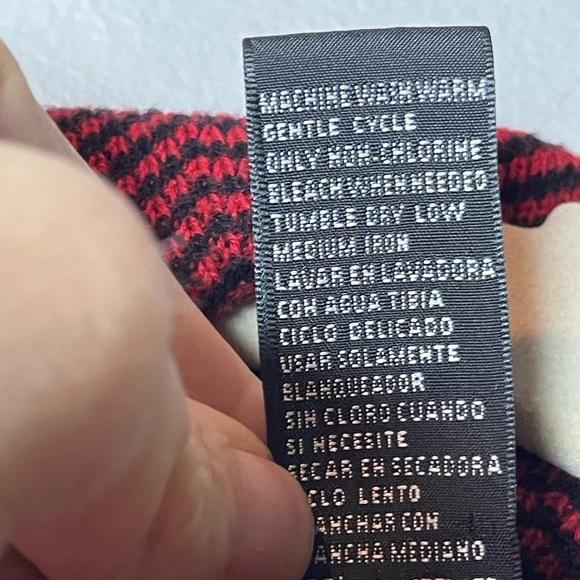 MACHINE WASH WARM
GENTLE CYCLE
ONLY NON-CHLORINE
BLEACH WHEN NEEDED
TUMBLE DRY LOW
MEDIUM IRON
LAVAR EN LAVADORA
CON AGUA TIBIA
CICLO DELICADO
USAR SOLAMENTE
BLANQUEADOR
SIN CLORO CUANDO
SI NECESITE
SECAR EN SECADORA
CLO LENTO
ANCHAR CON
ANCHA MEDIANO